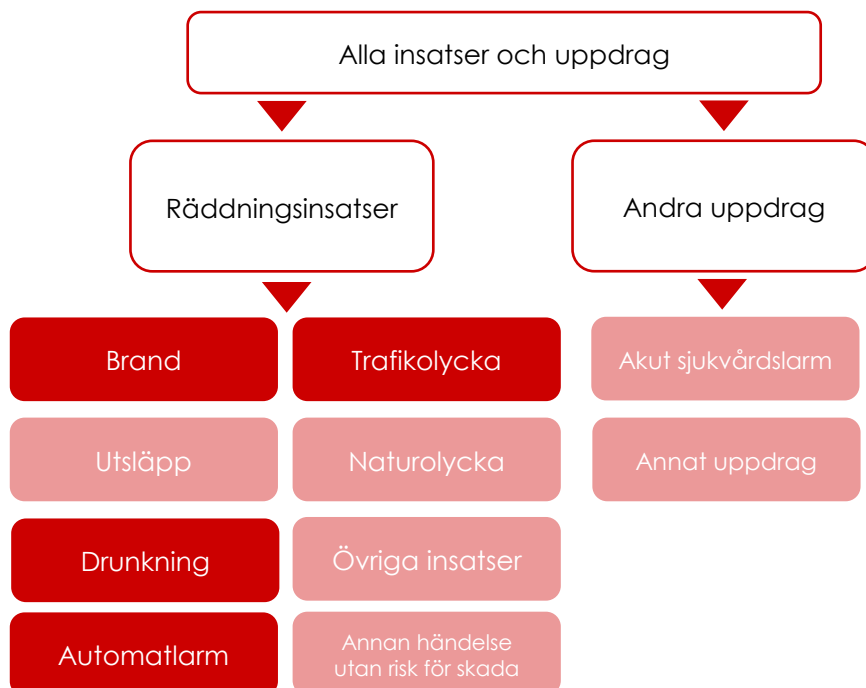 Alla insatser och uppdrag
Räddningsinsatser
Andra uppdrag
Brand
Trafikolycka
Akut sjukvårdslarm
Utsläpp
Naturolycka
Annat uppdrag
Drunkning
Övriga insatser
Automatlarm
Annan händelse
utan risk för skada